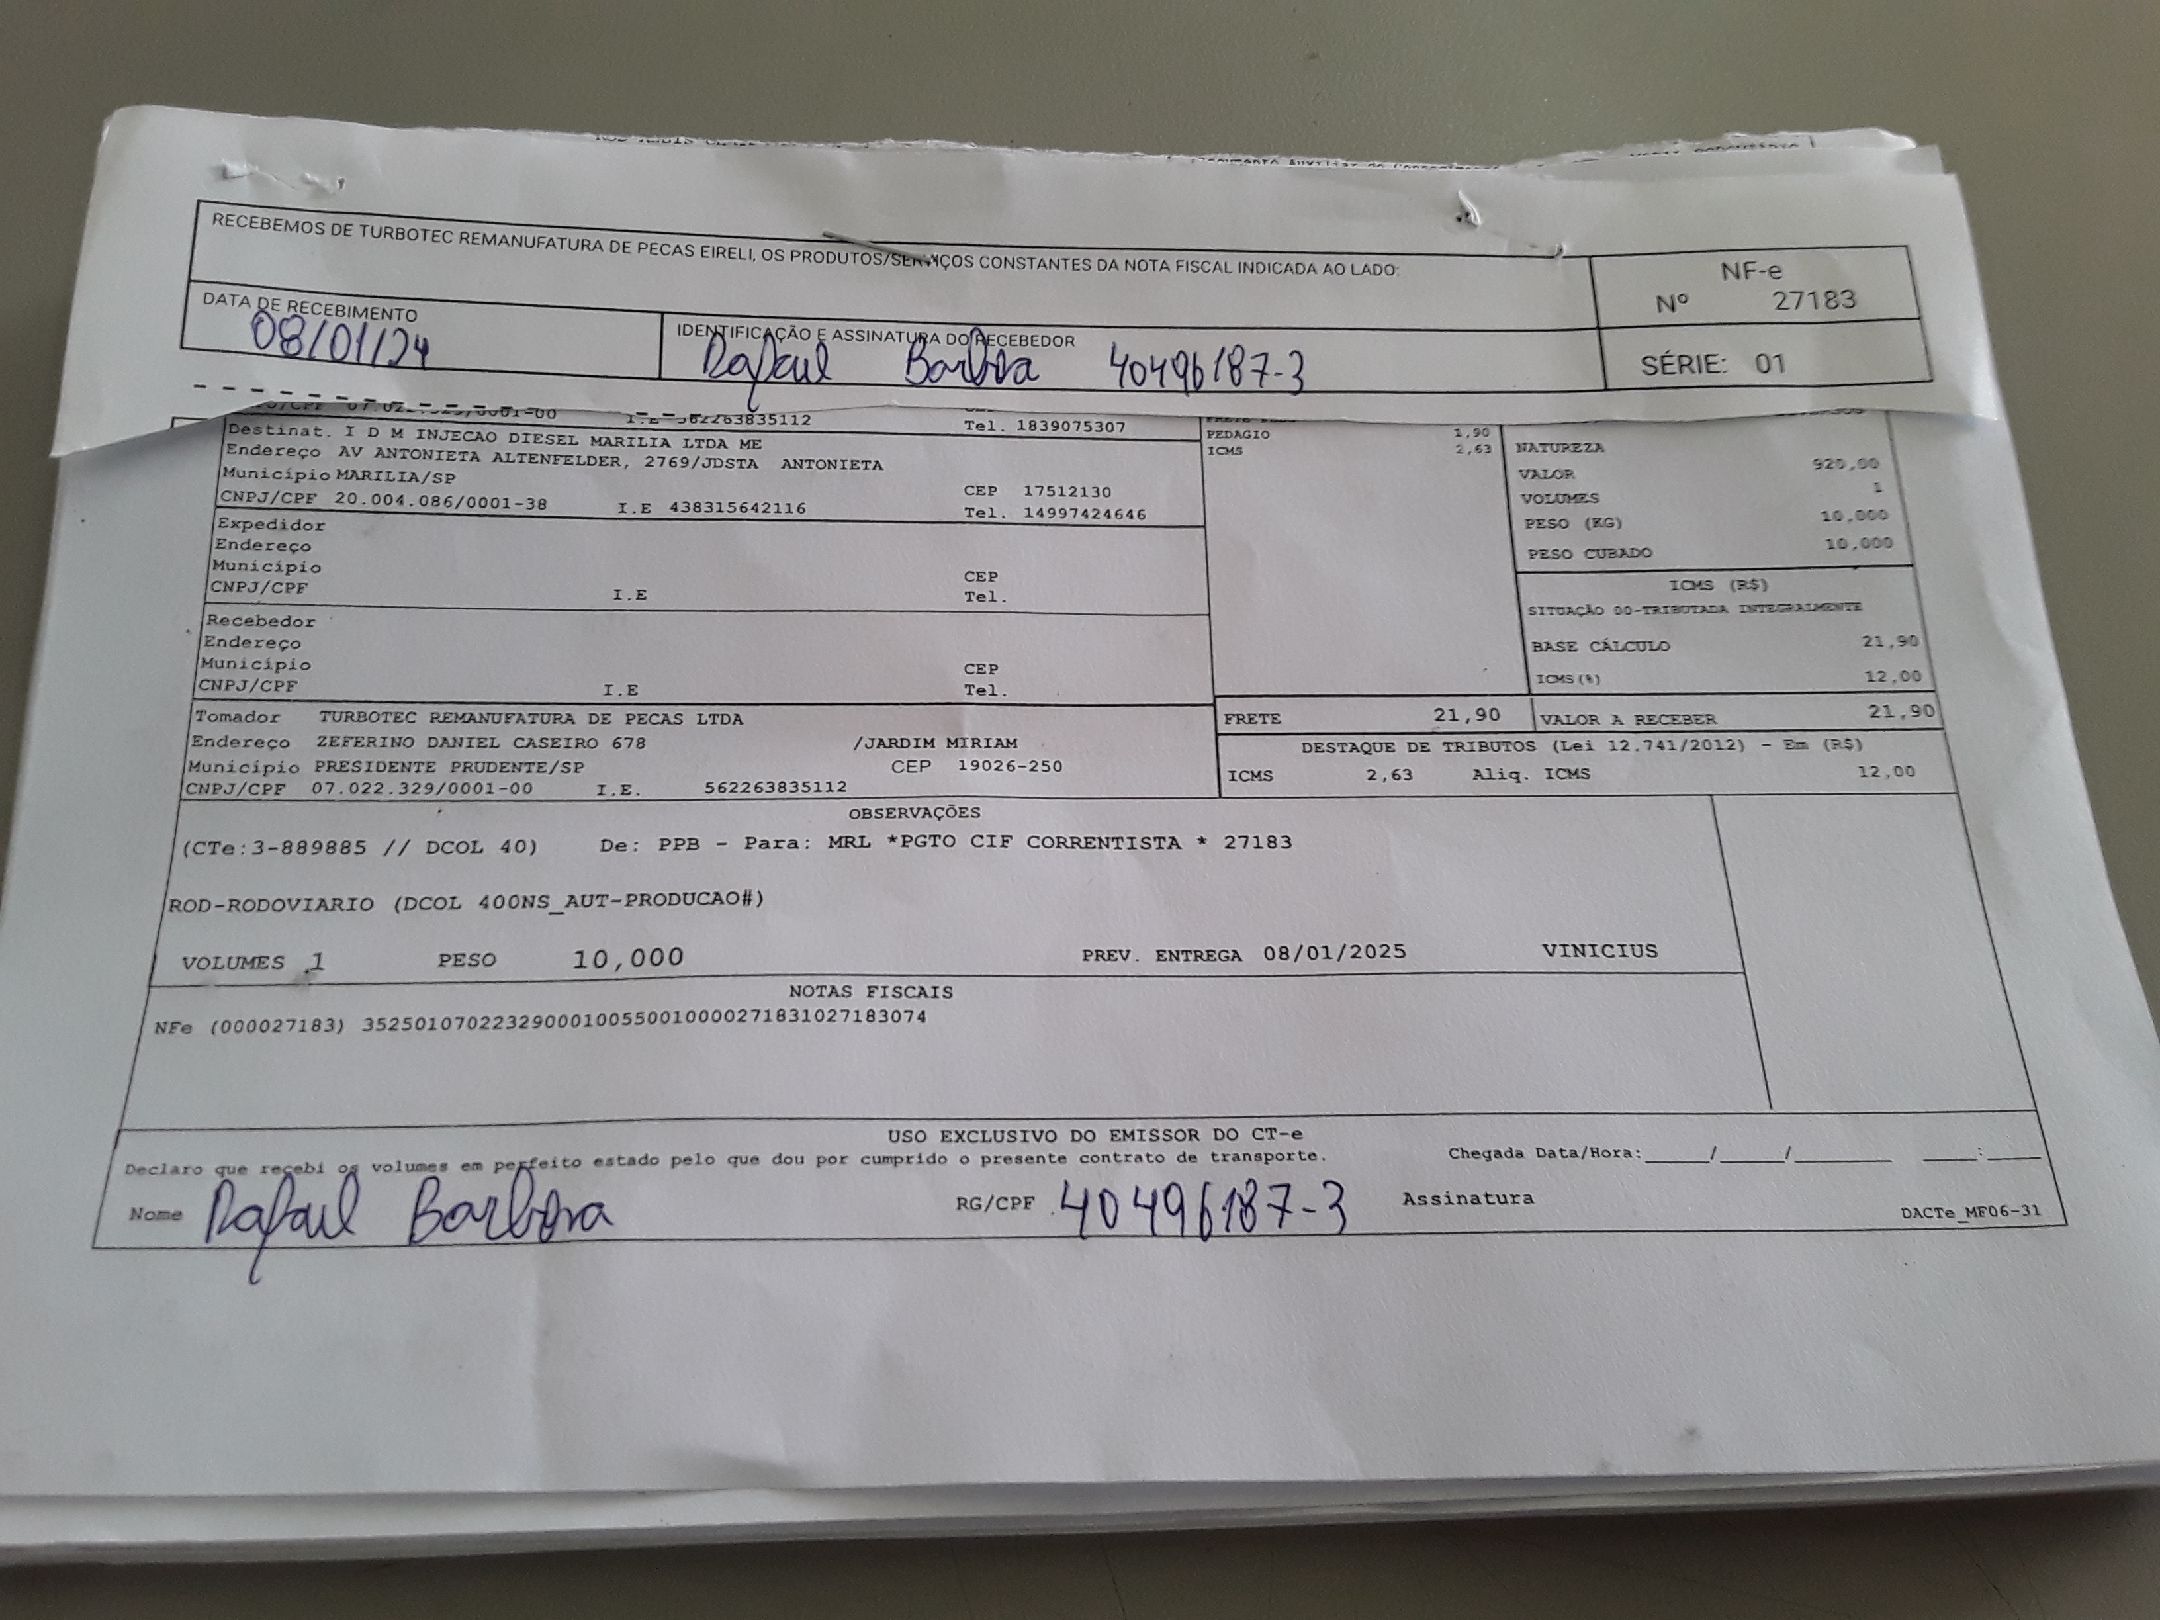 RECEBEMOS DE TURBOTEC REMANUFATURA DE PECAS EIRELI, OS PRODUTOS/SERVIÇOS CONSTANTES DA NOTA FISCAL INDICADA AO LADO:
NF-e
Nº 27183
SÉRIE: 01
DATA DE RECEBIMENTO
08/01/24
IDENTIFICAÇÃO E ASSINATURA DO RECEBEDOR
Rafael Barbosa 40496187-3
I.E 562263835112 Tel. 1839075307
Destinat. I D M INJECAO DIESEL MARILIA LTDA ME
Endereço AV ANTONIETA ALTENFELDER, 2769/JDSTA ANTONIETA
Município MARILIA/SP CEP 17512130
CNPJ/CPF 20.004.086/0001-38 I.E 438315642116 Tel. 14997424646
PEDAGIO 1,90
ICMS 2,63
NATUREZA
VALOR 920,00
VOLUMES 1
PESO (KG) 10,000
PESO CUBADO 10,000
Expedidor
Endereço
Município CEP
CNPJ/CPF I.E Tel.
ICMS (R$)
SITUAÇÃO 00-TRIBUTADA INTEGRALMENTE
BASE CÁLCULO 21,90
ICMS(%) 12,00
Recebedor
Endereço
Município CEP
CNPJ/CPF I.E Tel.
Tomador TURBOTEC REMANUFATURA DE PECAS LTDA
Endereço ZEFERINO DANIEL CASEIRO 678 /JARDIM MIRIAM
Município PRESIDENTE PRUDENTE/SP CEP 19026-250
CNPJ/CPF 07.022.329/0001-00 I.E. 562263835112
FRETE 21,90 VALOR A RECEBER 21,90
DESTAQUE DE TRIBUTOS (Lei 12.741/2012) - Em (R$)
ICMS 2,63 Aliq. ICMS 12,00
OBSERVAÇÕES
(CTe:3-889885 // DCOL 40) De: PPB - Para: MRL *PGTO CIF CORRENTISTA * 27183
ROD-RODOVIARIO (DCOL 400NS_AUT-PRODUCAO#)
VOLUMES 1 PESO 10,000 PREV. ENTREGA 08/01/2025 VINICIUS
NOTAS FISCAIS
NFe (000027183) 35250107022329000100550010000271831027183074
USO EXCLUSIVO DO EMISSOR DO CT-e
Declaro que recebi os volumes em perfeito estado pelo que dou por cumprido o presente contrato de transporte. Chegada Data/Hora:_____/_____/________ ____:____
Nome Rafael Barbosa RG/CPF 40496187-3 Assinatura
DACTe_MF06-31